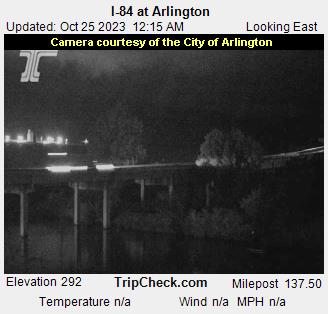 I-84 at Arlington
Updated: Oct 25 2023 12:15 AM Looking East
Camera courtesy of the City of Arlington
Elevation 292 TripCheck.com Milepost 137.50
Temperature n/a Wind n/a MPH n/a